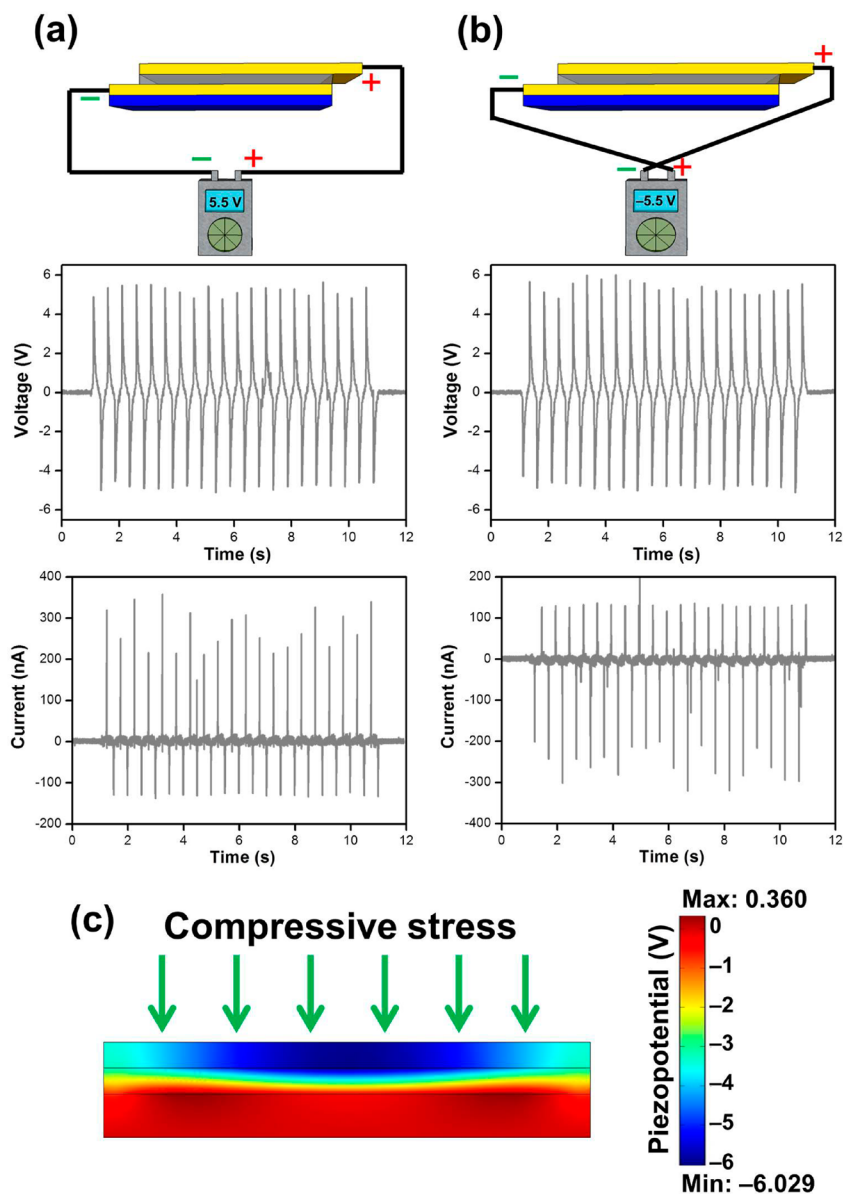 (a)
(b)
− + − +
− + − +
5.5 V
–5.5 V
6
4
2
0
-2
-4
-6
Voltage (V)
0 2 4 6 8 10 12
Time (s)
6
4
2
0
-2
-4
-6
Voltage (V)
0 2 4 6 8 10 12
Time (s)
400
300
200
100
0
-100
-200
Current (nA)
0 2 4 6 8 10 12
Time (s)
200
100
0
-100
-200
-300
-400
Current (nA)
0 2 4 6 8 10 12
Time (s)
(c)
Compressive stress
Max: 0.360
0
–1
–2
–3
–4
–5
–6
Piezopotential (V)
Min: –6.029